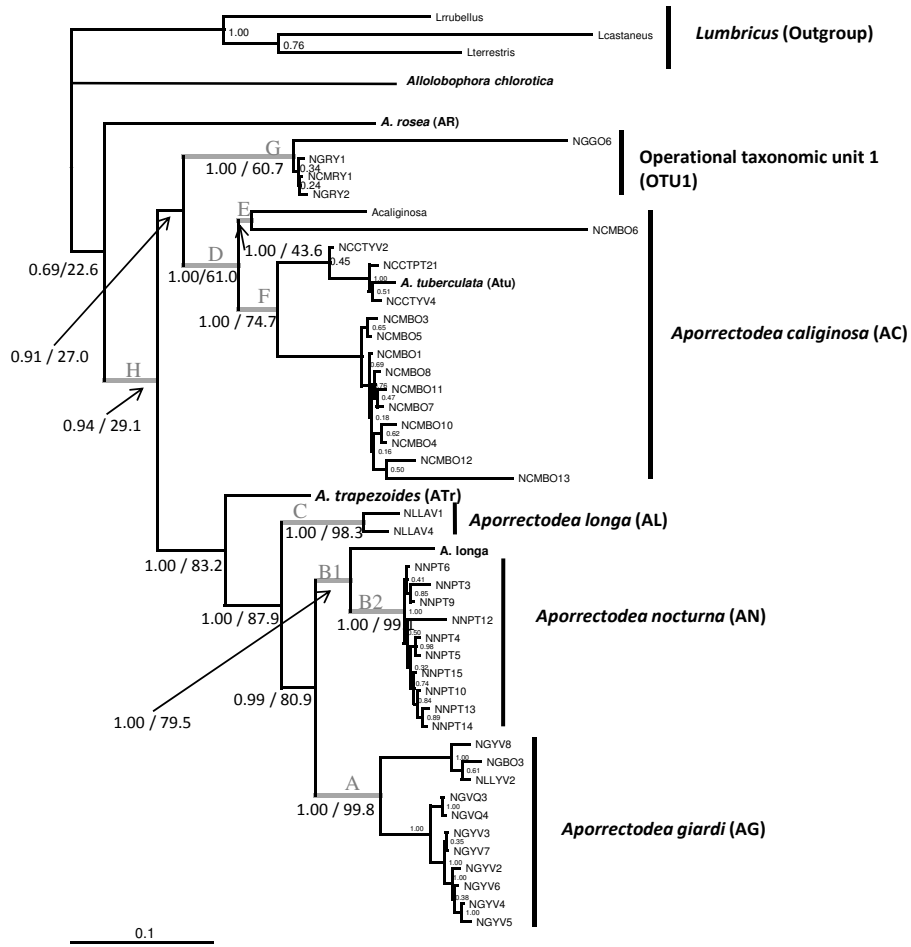 Lrrubellus
1.00
Lcastaneus
0.76
Lterrestris
Lumbricus (Outgroup)
Allolobophora chlorotica
A. rosea (AR)
G
NGGO6
1.00 / 60.7
NGRY1
0.34
NCMRY1
0.24
NGRY2
Operational taxonomic unit 1
(OTU1)
E
Acaliginosa
NCMBO6
D
1.00 / 43.6
1.00/61.0
0.69/22.6
NCCTYV2
0.45
NCCTPT21
1.00
A. tuberculata (Atu)
0.51
NCCTYV4
F
1.00 / 74.7
NCMBO3
0.65
NCMBO5
Aporrectodea caliginosa (AC)
0.91 / 27.0
NCMBO1
0.69
NCMBO8
.76
NCMBO11
0.47
NCMBO7
0.18
H
0.94 / 29.1
NCMBO10
0.62
NCMBO4
0.16
NCMBO12
0.50
NCMBO13
A. trapezoides (ATr)
C
NLLAV1
1.00 / 98.3
NLLAV4
Aporrectodea longa (AL)
1.00 / 83.2
A. longa
B1
NNPT6
0.41
NNPT3
0.85
NNPT9
B2
1.00
1.00 / 99
NNPT12
0.50
NNPT4
0.98
NNPT5
0.32
NNPT15
0.74
NNPT10
0.84
NNPT13
0.89
NNPT14
Aporrectodea nocturna (AN)
1.00 / 87.9
0.99 / 80.9
1.00 / 79.5
A
1.00 / 99.8
NGYV8
1.00
NGBO3
0.61
NLLYV2
NGVQ3
1.00
NGVQ4
1.00
NGYV3
0.35
NGYV7
1.00
NGYV2
1.00
NGYV6
0.38
NGYV4
1.00
NGYV5
Aporrectodea giardi (AG)
0.1